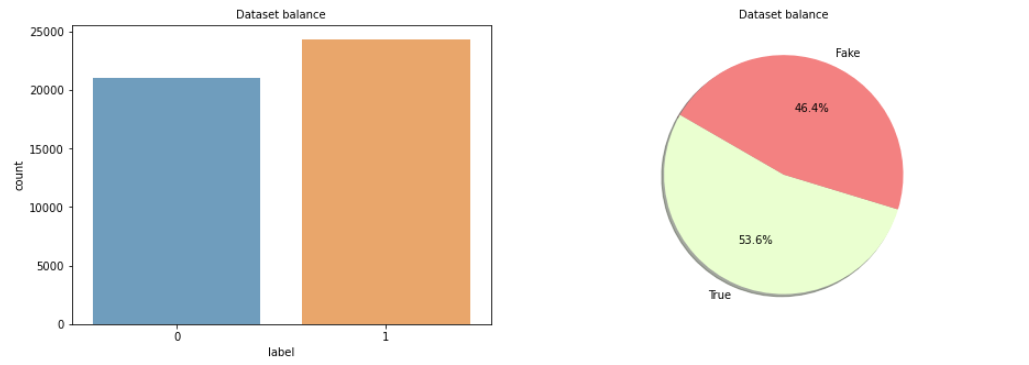 Dataset balance
25000
20000
15000
10000
5000
0
count
0
1
label
Dataset balance
Fake
46.4%
53.6%
True